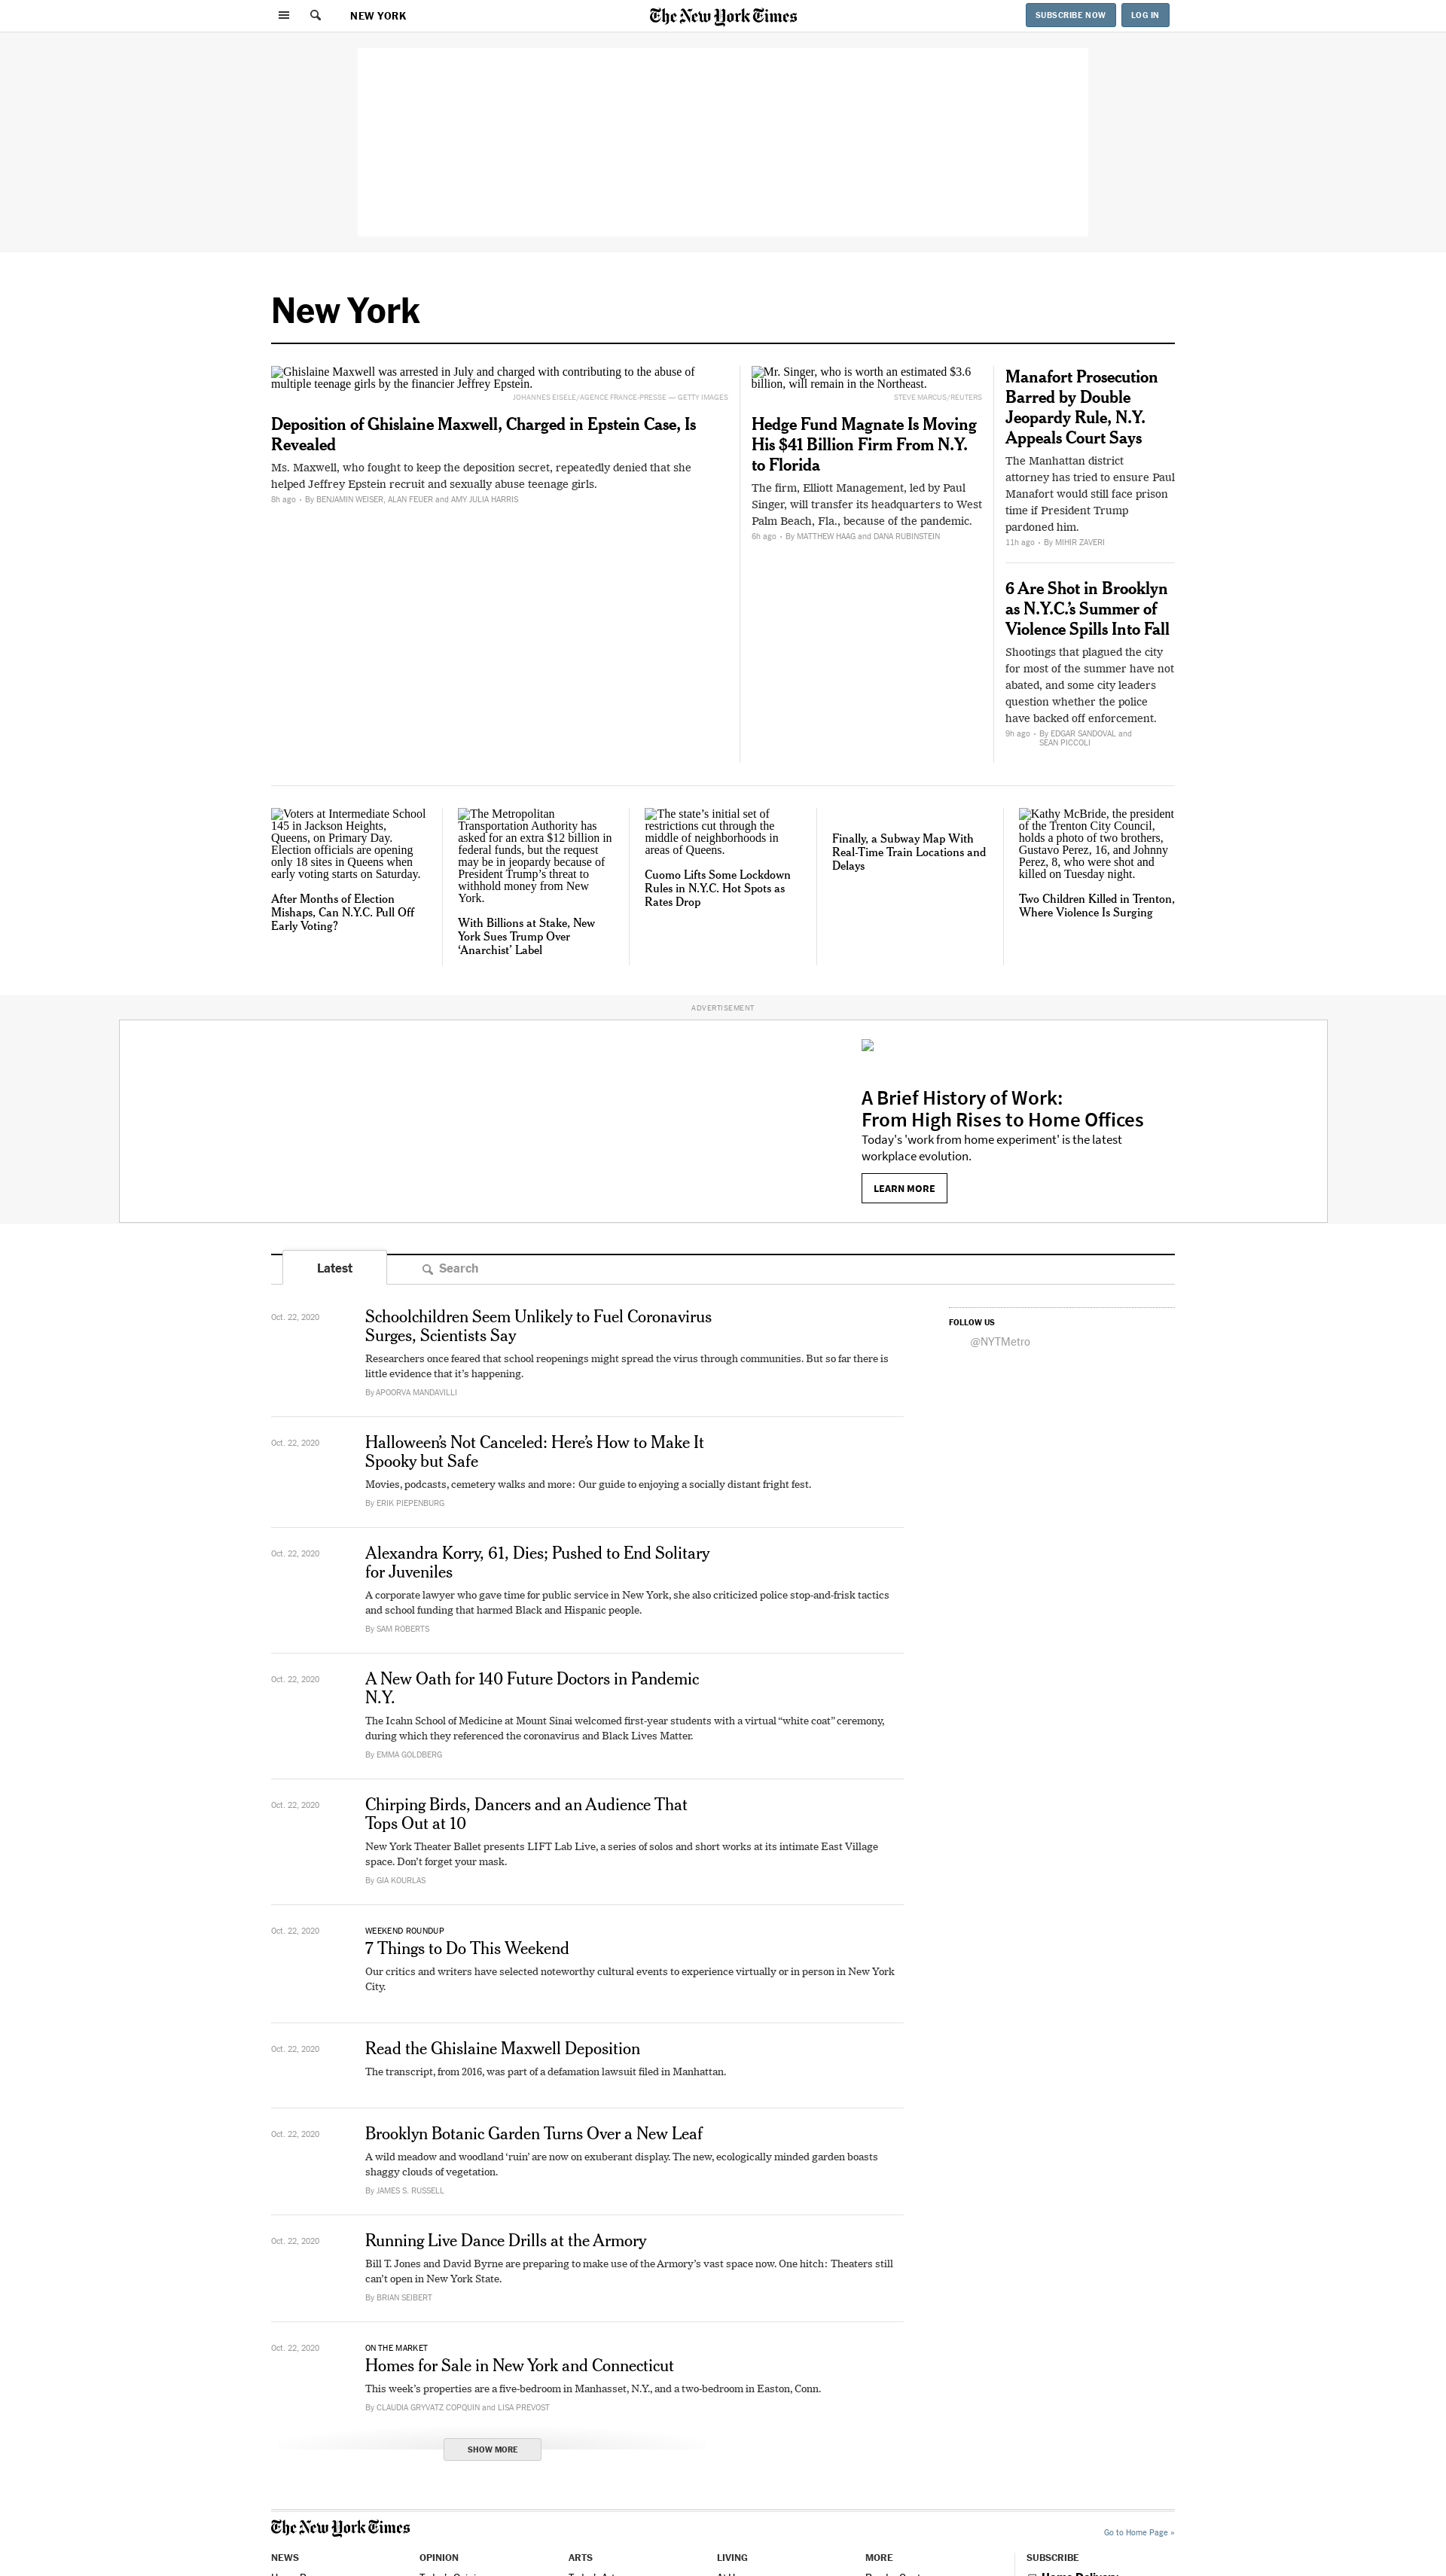 NEW YORK
The New York Times
SUBSCRIBE NOW
LOG IN
New York
Ghislaine Maxwell was arrested in July and charged with contributing to the abuse of
multiple teenage girls by the financier Jeffrey Epstein.
JOHANNES EISELE/AGENCE FRANCE-PRESSE — GETTY IMAGES
Deposition of Ghislaine Maxwell, Charged in Epstein Case, Is
Revealed
Ms. Maxwell, who fought to keep the deposition secret, repeatedly denied that she
helped Jeffrey Epstein recruit and sexually abuse teenage girls.
8h ago • By BENJAMIN WEISER, ALAN FEUER and AMY JULIA HARRIS
Mr. Singer, who is worth an estimated $3.6
billion, will remain in the Northeast.
STEVE MARCUS/REUTERS
Hedge Fund Magnate Is Moving
His $41 Billion Firm From N.Y.
to Florida
The firm, Elliott Management, led by Paul
Singer, will transfer its headquarters to West
Palm Beach, Fla., because of the pandemic.
6h ago • By MATTHEW HAAG and DANA RUBINSTEIN
Manafort Prosecution
Barred by Double
Jeopardy Rule, N.Y.
Appeals Court Says
The Manhattan district
attorney has tried to ensure Paul
Manafort would still face prison
time if President Trump
pardoned him.
11h ago • By MIHIR ZAVERI
6 Are Shot in Brooklyn
as N.Y.C.’s Summer of
Violence Spills Into Fall
Shootings that plagued the city
for most of the summer have not
abated, and some city leaders
question whether the police
have backed off enforcement.
9h ago • By EDGAR SANDOVAL and
SEAN PICCOLI
Voters at Intermediate School
145 in Jackson Heights,
Queens, on Primary Day.
Election officials are opening
only 18 sites in Queens when
early voting starts on Saturday.
After Months of Election
Mishaps, Can N.Y.C. Pull Off
Early Voting?
The Metropolitan
Transportation Authority has
asked for an extra $12 billion in
federal funds, but the request
may be in jeopardy because of
President Trump’s threat to
withhold money from New
York.
With Billions at Stake, New
York Sues Trump Over
‘Anarchist’ Label
The state’s initial set of
restrictions cut through the
middle of neighborhoods in
areas of Queens.
Cuomo Lifts Some Lockdown
Rules in N.Y.C. Hot Spots as
Rates Drop
Finally, a Subway Map With
Real-Time Train Locations and
Delays
Kathy McBride, the president
of the Trenton City Council,
holds a photo of two brothers,
Gustavo Perez, 16, and Johnny
Perez, 8, who were shot and
killed on Tuesday night.
Two Children Killed in Trenton,
Where Violence Is Surging
ADVERTISEMENT
A Brief History of Work:
From High Rises to Home Offices
Today's 'work from home experiment' is the latest
workplace evolution.
LEARN MORE
Latest
Search
Oct. 22, 2020
Schoolchildren Seem Unlikely to Fuel Coronavirus
Surges, Scientists Say
Researchers once feared that school reopenings might spread the virus through communities. But so far there is
little evidence that it’s happening.
By APOORVA MANDAVILLI
FOLLOW US
@NYTMetro
Oct. 22, 2020
Halloween’s Not Canceled: Here’s How to Make It
Spooky but Safe
Movies, podcasts, cemetery walks and more: Our guide to enjoying a socially distant fright fest.
By ERIK PIEPENBURG
Oct. 22, 2020
Alexandra Korry, 61, Dies; Pushed to End Solitary
for Juveniles
A corporate lawyer who gave time for public service in New York, she also criticized police stop-and-frisk tactics
and school funding that harmed Black and Hispanic people.
By SAM ROBERTS
Oct. 22, 2020
A New Oath for 140 Future Doctors in Pandemic
N.Y.
The Icahn School of Medicine at Mount Sinai welcomed first-year students with a virtual “white coat” ceremony,
during which they referenced the coronavirus and Black Lives Matter.
By EMMA GOLDBERG
Oct. 22, 2020
Chirping Birds, Dancers and an Audience That
Tops Out at 10
New York Theater Ballet presents LIFT Lab Live, a series of solos and short works at its intimate East Village
space. Don’t forget your mask.
By GIA KOURLAS
Oct. 22, 2020
WEEKEND ROUNDUP
7 Things to Do This Weekend
Our critics and writers have selected noteworthy cultural events to experience virtually or in person in New York
City.
Oct. 22, 2020
Read the Ghislaine Maxwell Deposition
The transcript, from 2016, was part of a defamation lawsuit filed in Manhattan.
Oct. 22, 2020
Brooklyn Botanic Garden Turns Over a New Leaf
A wild meadow and woodland ‘ruin’ are now on exuberant display. The new, ecologically minded garden boasts
shaggy clouds of vegetation.
By JAMES S. RUSSELL
Oct. 22, 2020
Running Live Dance Drills at the Armory
Bill T. Jones and David Byrne are preparing to make use of the Armory’s vast space now. One hitch: Theaters still
can’t open in New York State.
By BRIAN SEIBERT
Oct. 22, 2020
ON THE MARKET
Homes for Sale in New York and Connecticut
This week’s properties are a five-bedroom in Manhasset, N.Y., and a two-bedroom in Easton, Conn.
By CLAUDIA GRYVATZ COPQUIN and LISA PREVOST
SHOW MORE
The New York Times
Go to Home Page »
NEWS
OPINION
ARTS
LIVING
MORE
SUBSCRIBE